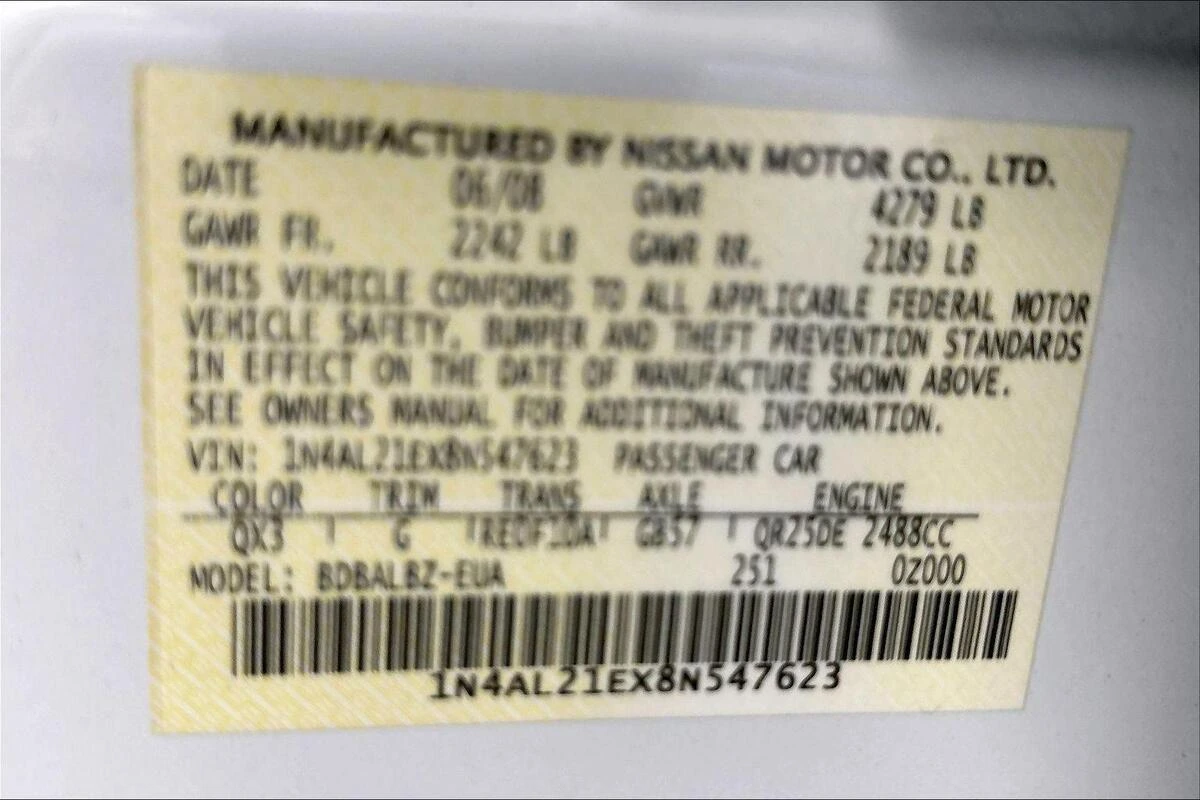 MANUFACTURED BY NISSAN MOTOR CO., LTD.
DATE 06/08 GVWR 4279 LB
GAWR FR. 2242 LB GAWR RR. 2189 LB
THIS VEHICLE CONFORMS TO ALL APPLICABLE FEDERAL MOTOR
VEHICLE SAFETY, BUMPER AND THEFT PREVENTION STANDARDS
IN EFFECT ON THE DATE OF MANUFACTURE SHOWN ABOVE.
SEE OWNERS MANUAL FOR ADDITIONAL INFORMATION.
VIN: 1N4AL21EX8N547623 PASSENGER CAR
COLOR TRIM TRANS AXLE ENGINE
QX3 G RE0F10A GB57 QR25DE 2488CC
MODEL: BDBALBZ-EUA 251 0Z000
1N4AL21EX8N547623